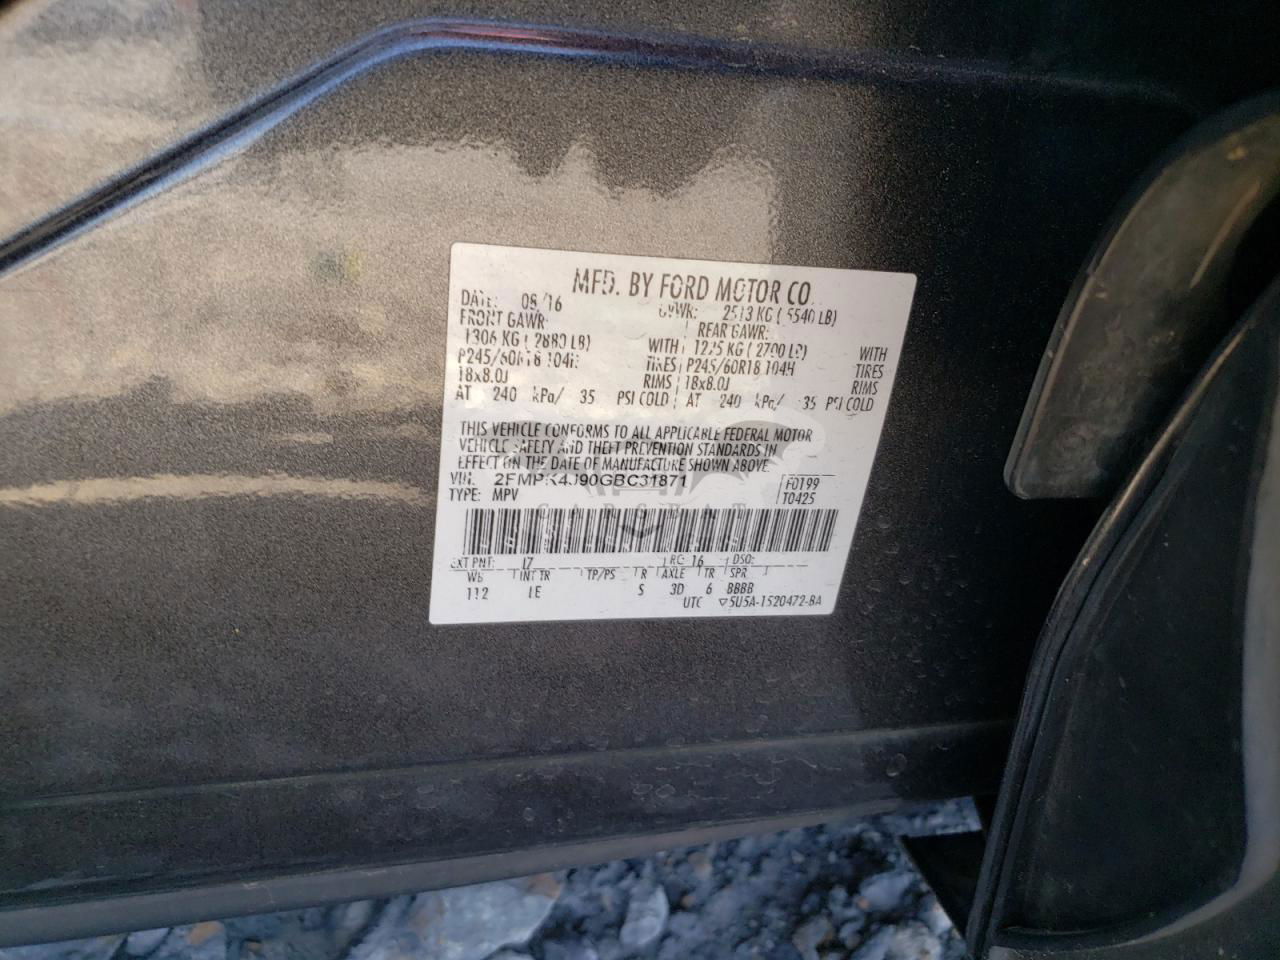 MFD. BY FORD MOTOR CO.
DATE: 08/16 GVWR: 2513 KG ( 5540 LB)
FRONT GAWR: REAR GAWR:
1306 KG ( 2880 LB) WITH 1225 KG ( 2700 LB) WITH
P245/60R18 104H TIRES P245/60R18 104H TIRES
18x8.0J RIMS 18x8.0J RIMS
AT 240 kPa/ 35 PSI COLD AT 240 kPa/ 35 PSI COLD
THIS VEHICLE CONFORMS TO ALL APPLICABLE FEDERAL MOTOR
VEHICLE SAFETY AND THEFT PREVENTION STANDARDS IN
EFFECT ON THE DATE OF MANUFACTURE SHOWN ABOVE.
VIN: 2FMPK4J90GBC31871 F0199
TYPE: MPV T0425
EXT PNT: RC: 16 DSO:
WB INT TR TP/PS R AXLE TR SPR
112 S 3D 6 BBBB
UTC ▽5U5A-1520472-BA